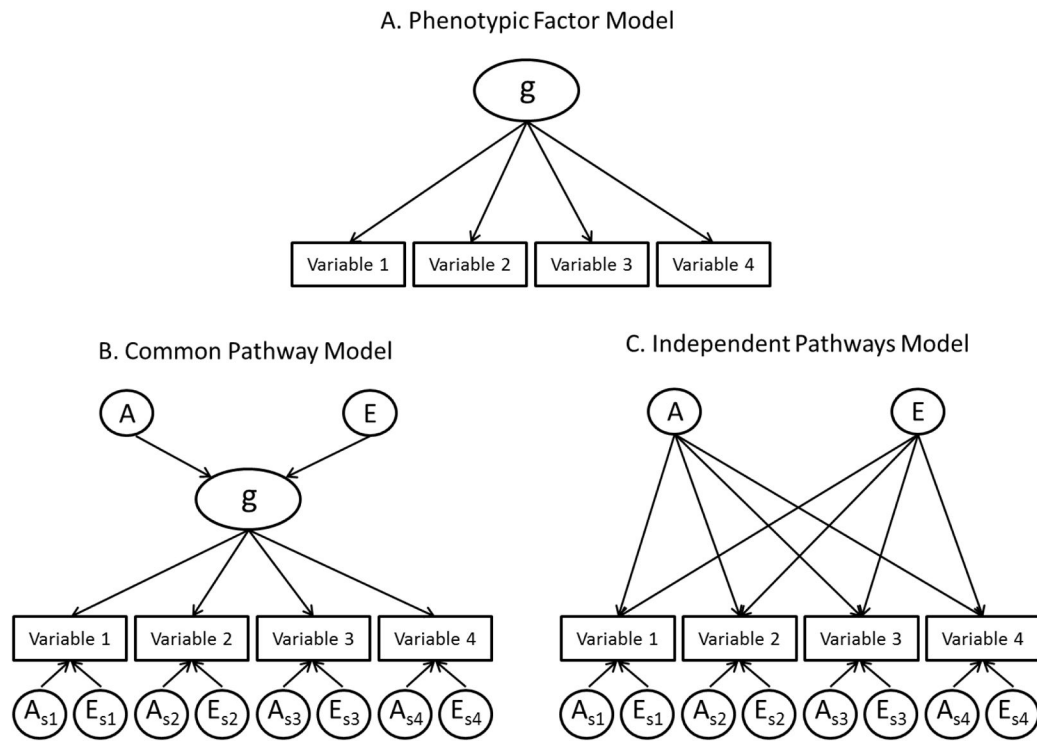 A. Phenotypic Factor Model
g
Variable 1 Variable 2 Variable 3 Variable 4
B. Common Pathway Model
A E
g
Variable 1 Variable 2 Variable 3 Variable 4
As1 Es1 As2 Es2 As3 Es3 As4 Es4
C. Independent Pathways Model
A E
Variable 1 Variable 2 Variable 3 Variable 4
As1 Es1 As2 Es2 As3 Es3 As4 Es4